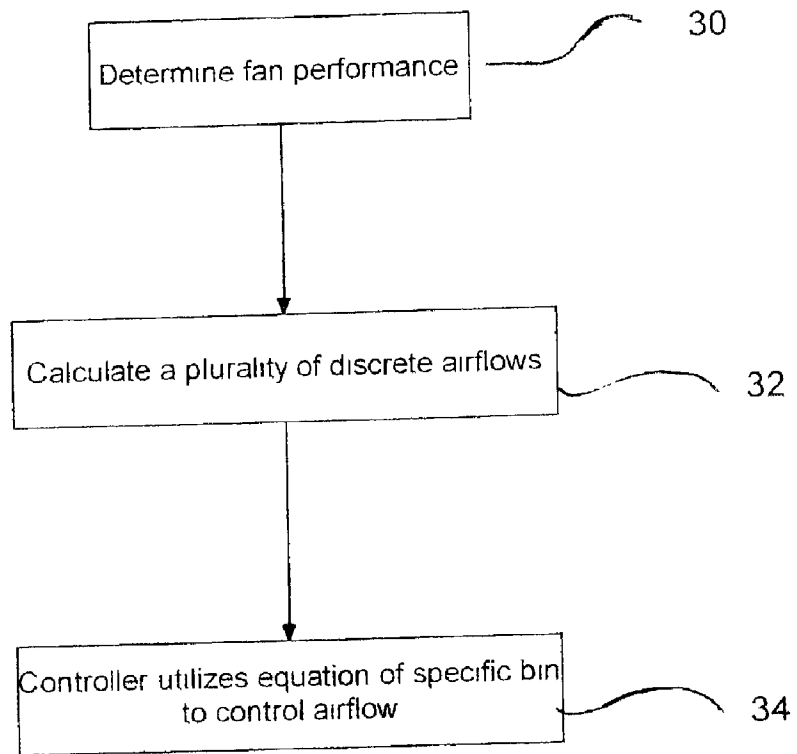 30
Determine fan performance
Calculate a plurality of discrete airflows
32
Controller utilizes equation of specific bin
to control airflow
34